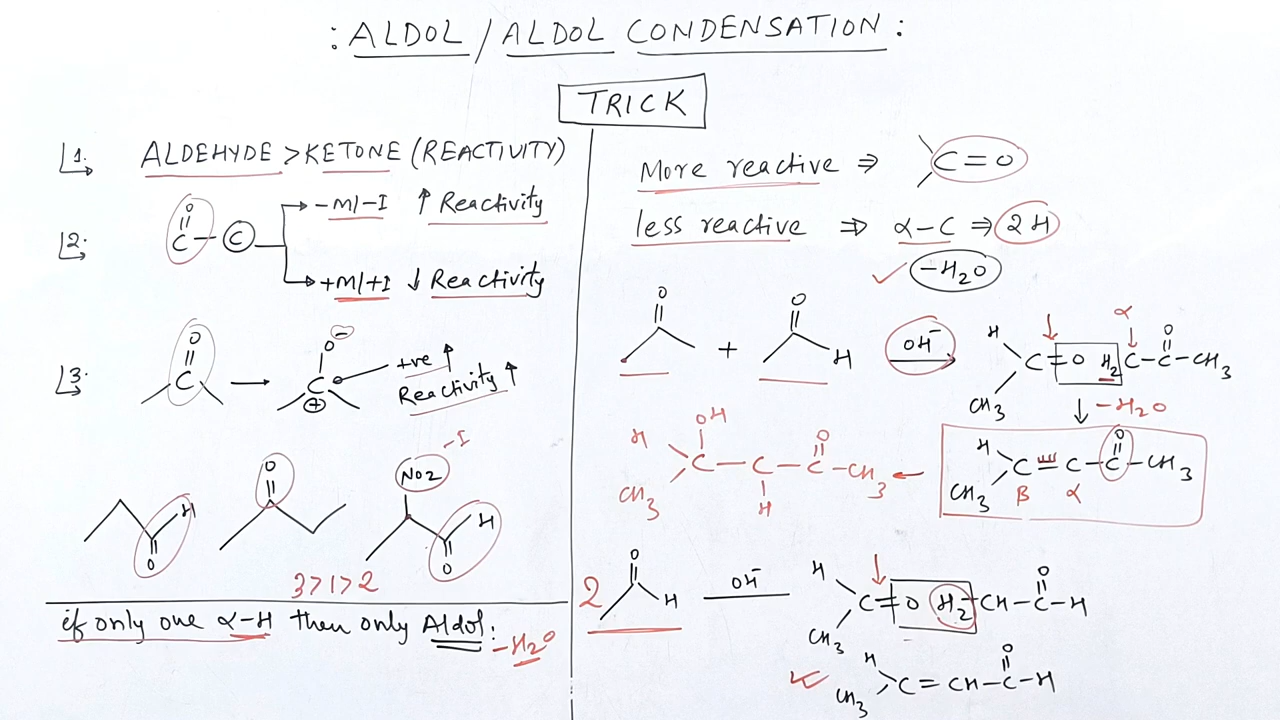 : ALDOL / ALDOL CONDENSATION :
TRICK
1. ALDEHYDE > KETONE (REACTIVITY)
2. O
C - C
-M/-I ↑ Reactivity
+M/+I ↓ Reactivity
3. O
C → O⊖
C ⊕
+ve ↑
Reactivity ↑
H O
O
NO2 -I
H O
3>1>2
if only one α-H then only Aldol:
-H2O
More reactive ⇒ C=O
less reactive ⇒ α-C ⇒ 2H
✓ -H2O
O + O H OH⁻ →
α
H CH3 C=O H2 C-C-CH3 O
↓ -H2O
H CH3 C=C-C-CH3 O
β α
←
H CH3 C-C-C-CH3 OH H O
2 O H OH⁻
H CH3 C=O H2 CH-C-H O
✓ H CH3 C=CH-C-H O